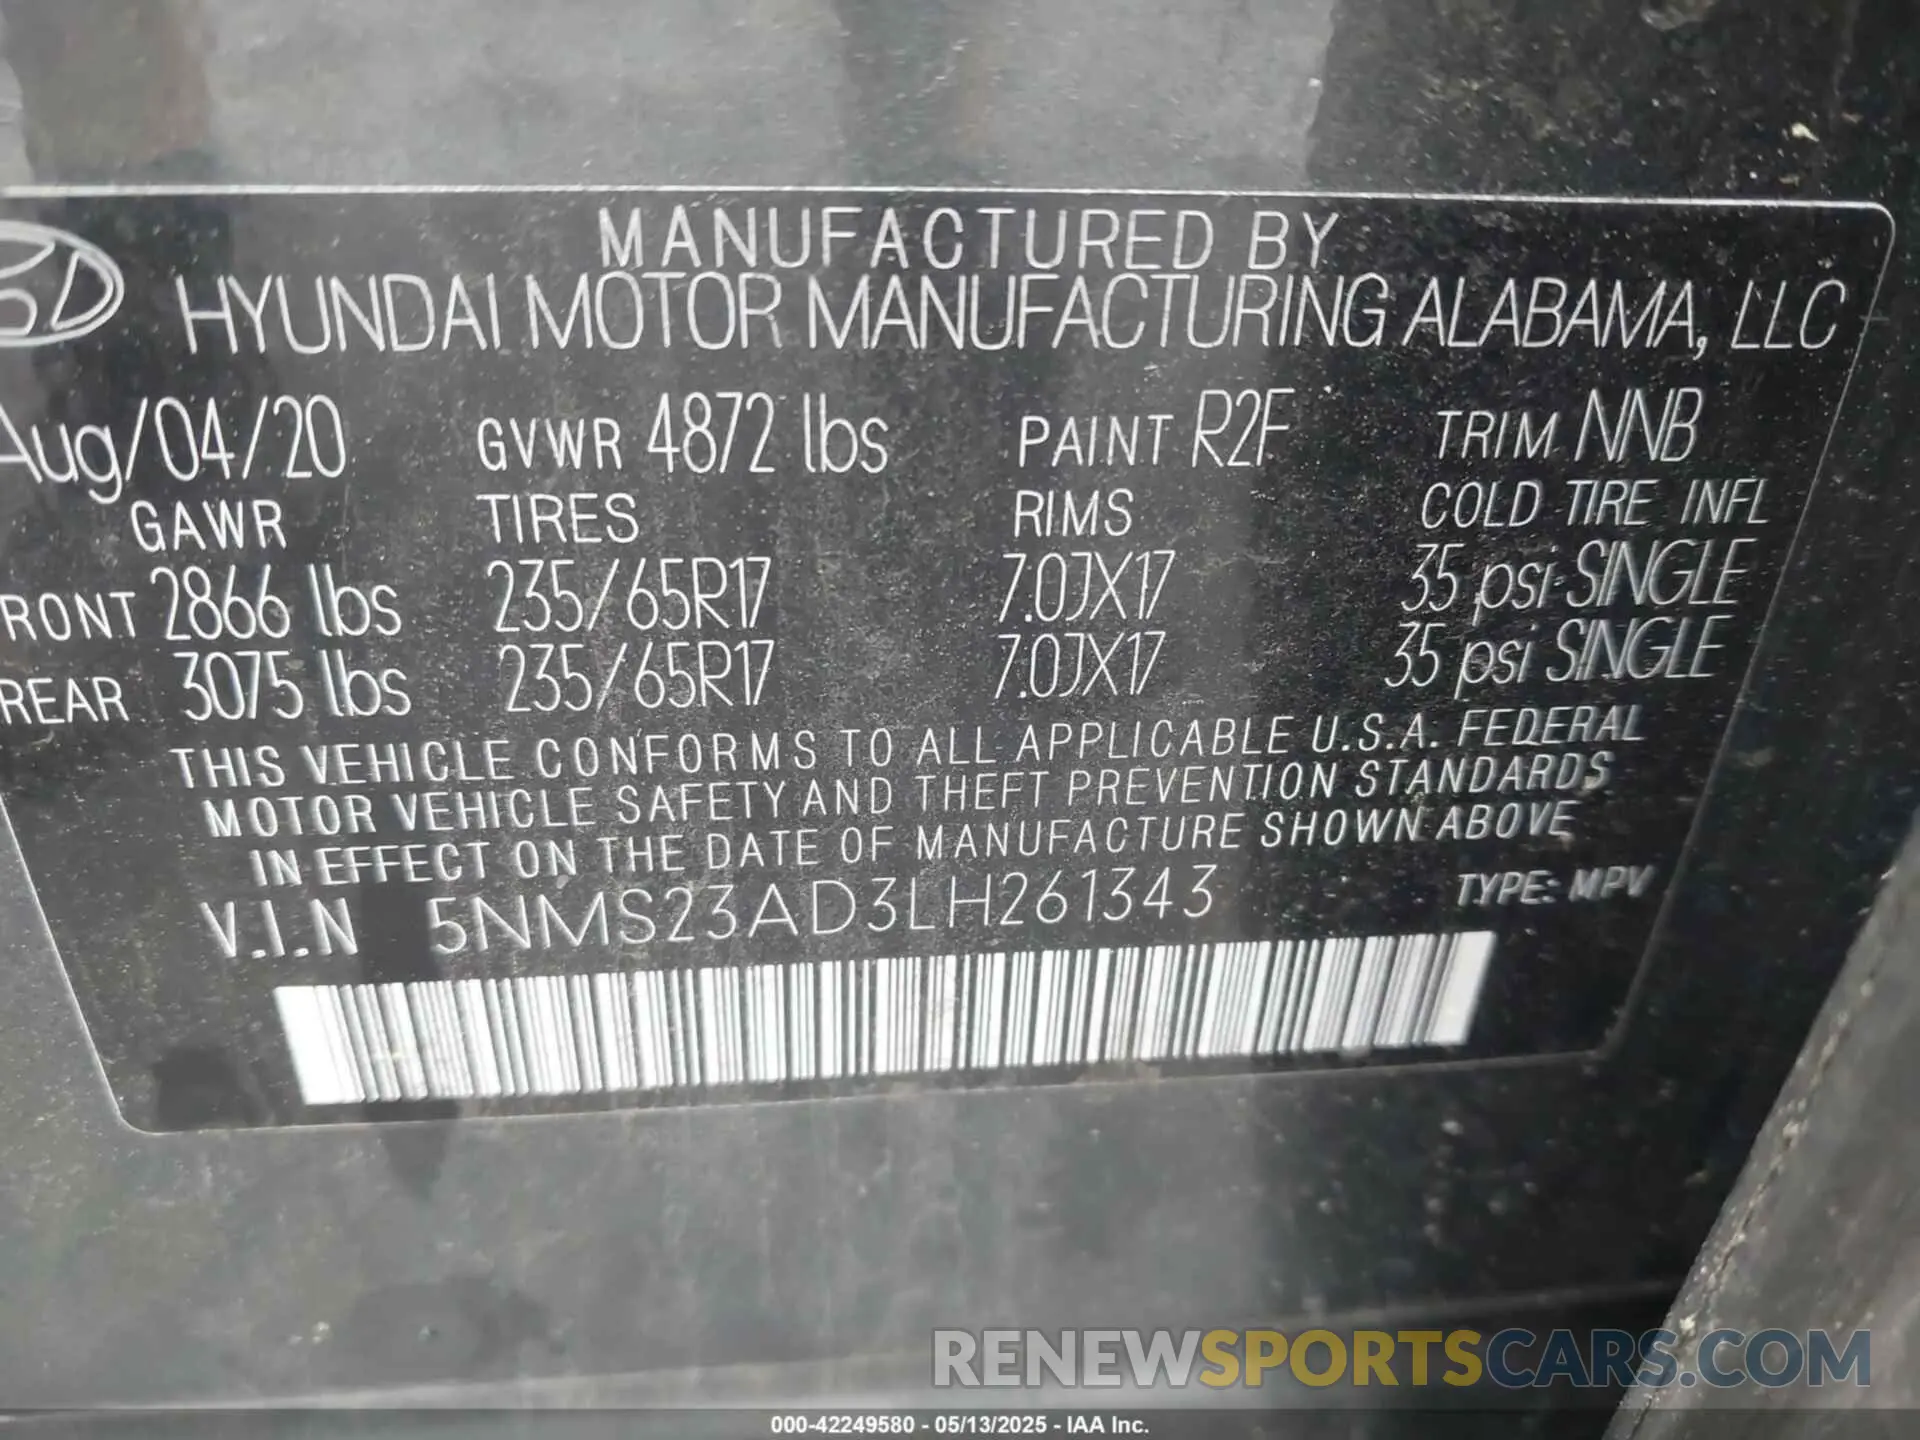 MANUFACTURED BY
HYUNDAI MOTOR MANUFACTURING ALABAMA, LLC
Aug/04/20 GVWR 4872 lbs PAINT R2F TRIM NNB
GAWR TIRES RIMS COLD TIRE INFL
FRONT 2866 lbs 235/65R17 7.0JX17 35 psi SINGLE
REAR 3075 lbs 235/65R17 7.0JX17 35 psi SINGLE
THIS VEHICLE CONFORMS TO ALL APPLICABLE U.S.A. FEDERAL
MOTOR VEHICLE SAFETY AND THEFT PREVENTION STANDARDS
IN EFFECT ON THE DATE OF MANUFACTURE SHOWN ABOVE
V.I.N 5NMS23AD3LH261343 TYPE: MPV
RENEWSPORTSCARS.COM
000-42249580 - 05/13/2025 - IAA Inc.